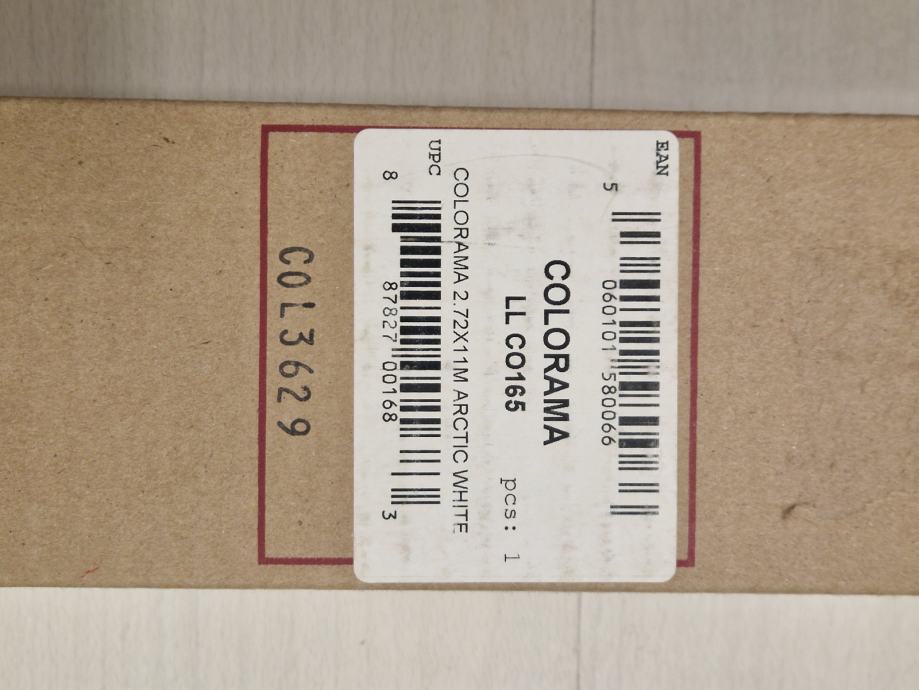 EAN
5 060101 580066
COLORAMA
LL CO165
pcs: 1
COLORAMA 2.72X11M ARCTIC WHITE
UPC
8 87827 00168 3
COL3629